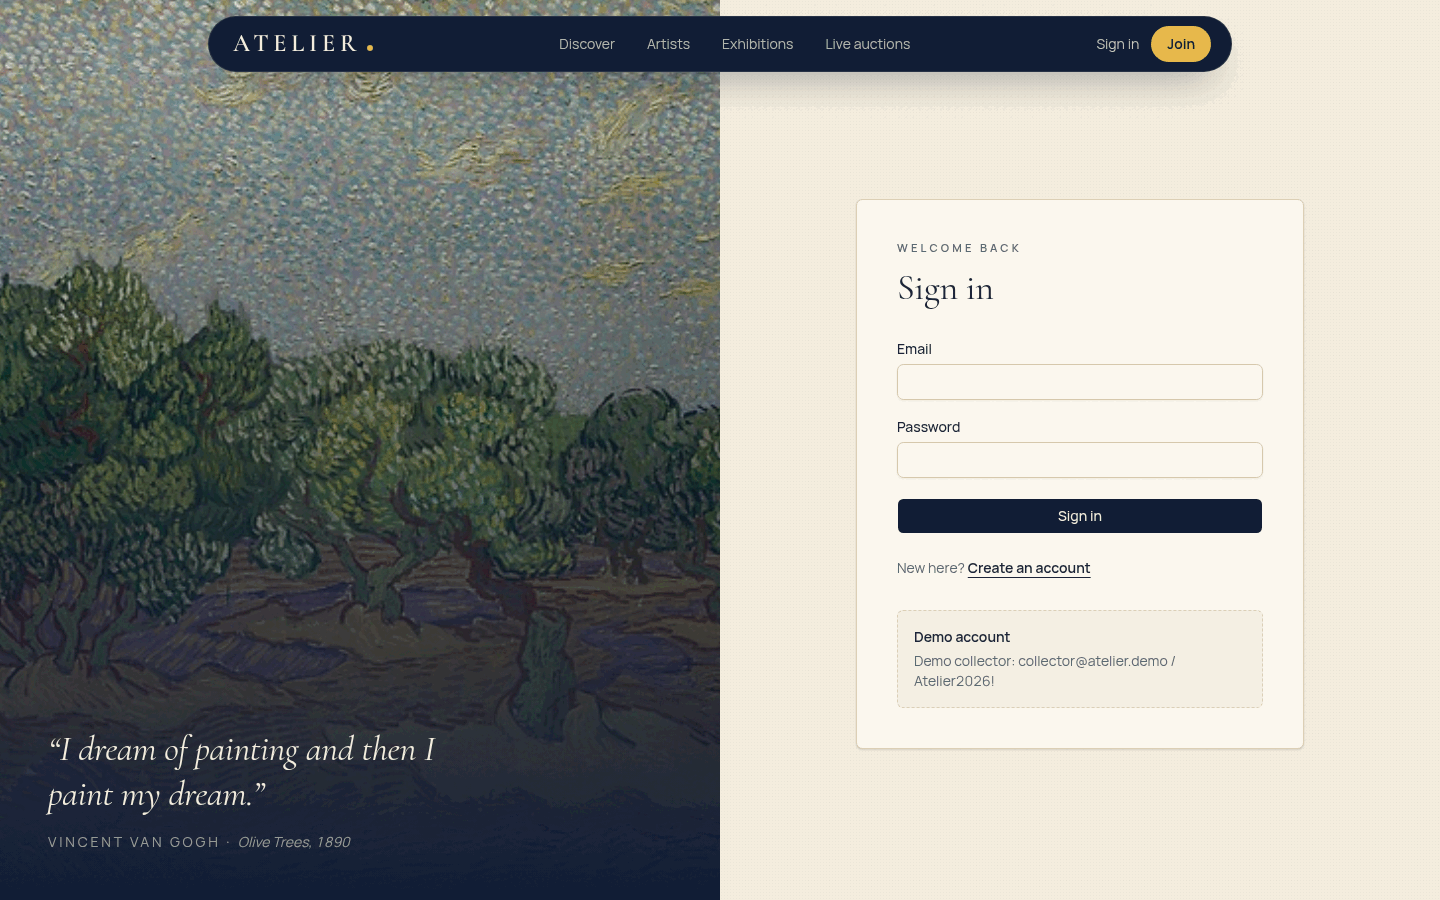 ATELIER.
Discover
Artists
Exhibitions
Live auctions
Sign in
Join
WELCOME BACK
Sign in
Email
Password
Sign in
New here? Create an account
Demo account
Demo collector: collector@atelier.demo /
Atelier2026!
“I dream of painting and then I
paint my dream.”
VINCENT VAN GOGH · Olive Trees, 1890